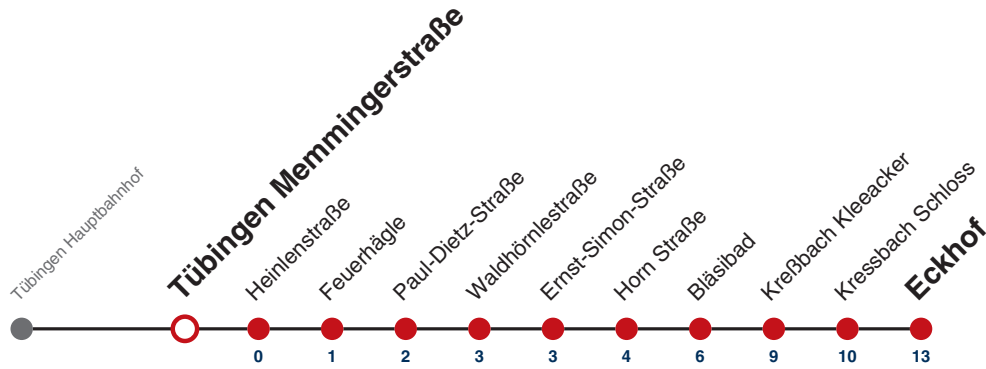 Tübingen Hauptbahnhof
Tübingen Memmingerstraße
Heinlenstraße
Feuerhägle
Paul-Dietz-Straße
Waldhörnlestraße
Ernst-Simon-Straße
Horn Straße
Bläsibad
Kreßbach Kleeacker
Kressbach Schloss
Eckhof
0 1 2 3 3 4 6 9 10 13